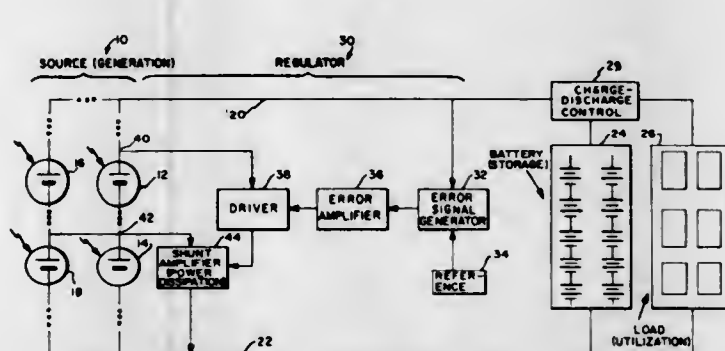 10
SOURCE (GENERATION)
30
REGULATOR
29
CHARGE-
DISCHARGE
CONTROL
20
40
24
26
BATTERY
(STORAGE)
16
12
38
DRIVER
36
ERROR
AMPLIFIER
32
ERROR
SIGNAL
GENERATOR
42
44
SHUNT
AMPLIFIER
(POWER
DISSIPATION)
18
14
REFER-
ENCE
34
22
LOAD
(UTILIZATION)